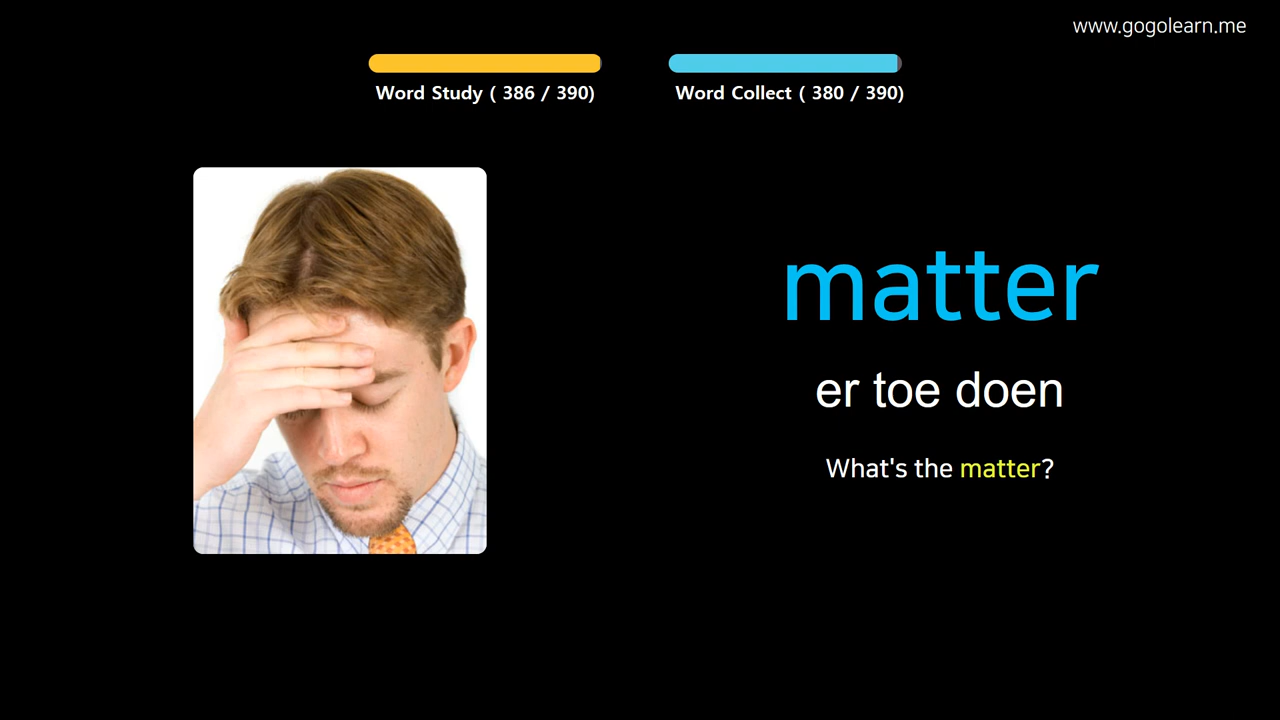 www.gogolearn.me
Word Study ( 386 / 390)
Word Collect ( 380 / 390)
matter
er toe doen
What's the matter?